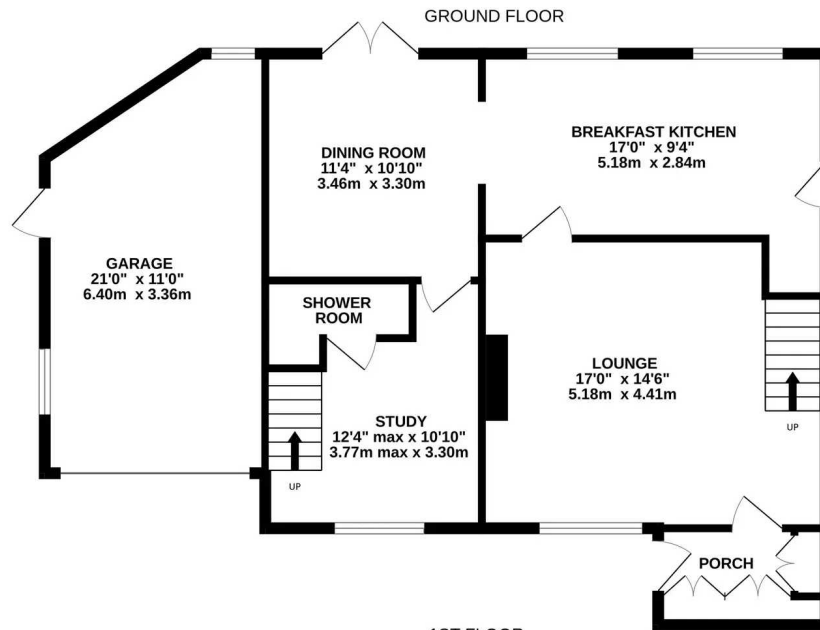 GROUND FLOOR
DINING ROOM
11'4" x 10'10"
3.46m x 3.30m
BREAKFAST KITCHEN
17'0" x 9'4"
5.18m x 2.84m
GARAGE
21'0" x 11'0"
6.40m x 3.36m
SHOWER
ROOM
LOUNGE
17'0" x 14'6"
5.18m x 4.41m
UP
STUDY
12'4" max x 10'10"
3.77m max x 3.30m
UP
PORCH
1ST FLOOR